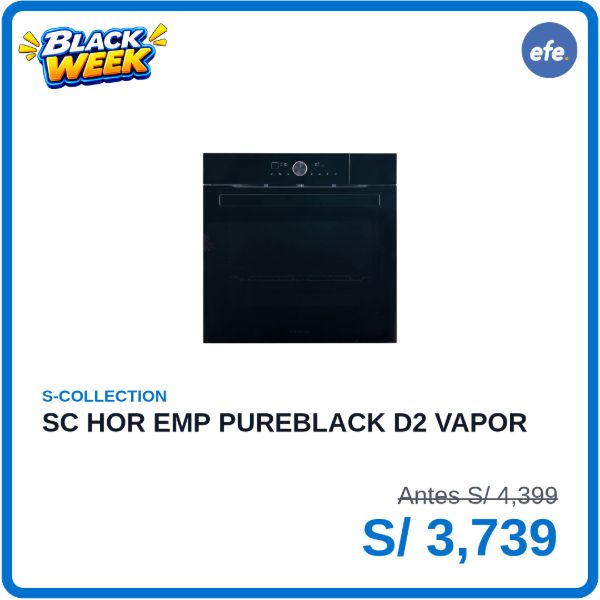 BLACK
WEEK
efe.
S-COLLECTION
SC HOR EMP PUREBLACK D2 VAPOR
Antes S/ 4,399
S/ 3,739